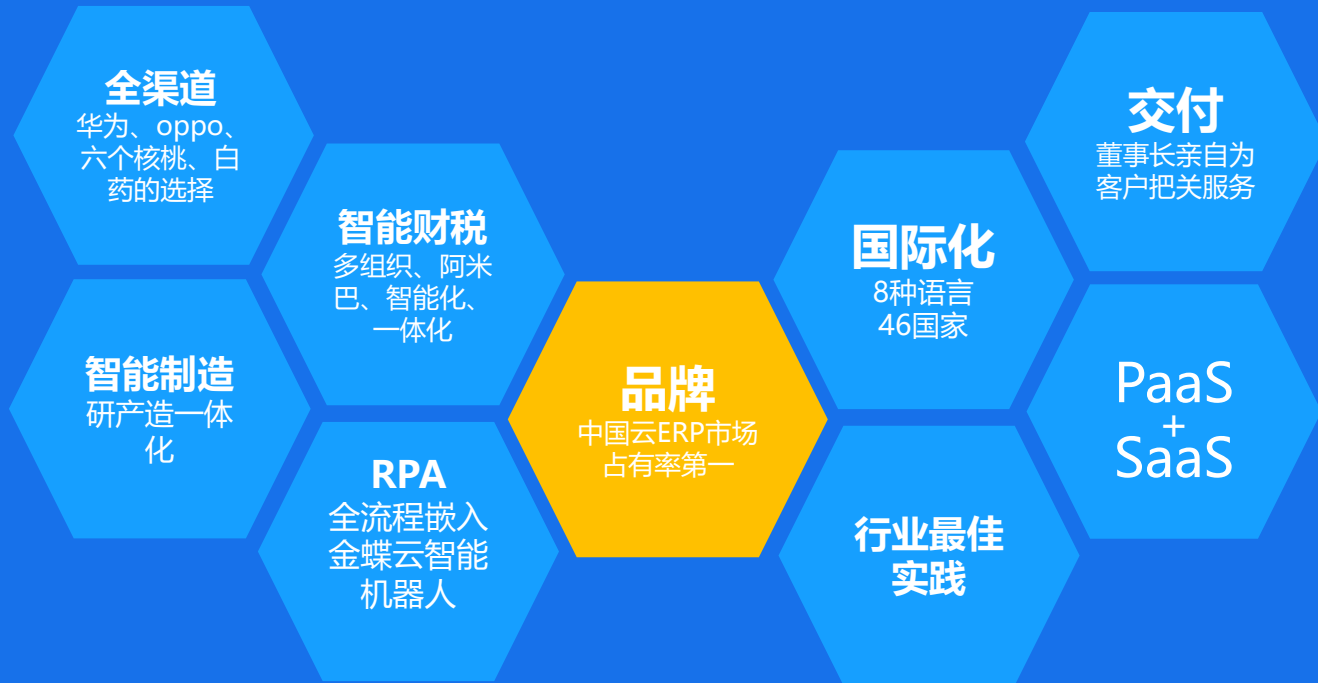 全渠道
华为、oppo、
六个核桃、白
药的选择
智能制造
研产造一体
化
智能财税
多组织、阿米
巴、智能化、
一体化
RPA
全流程嵌入
金蝶云智能
机器人
品牌
中国云ERP市场
占有率第一
国际化
8种语言
46国家
行业最佳
实践
交付
董事长亲自为
客户把关服务
PaaS
+
SaaS